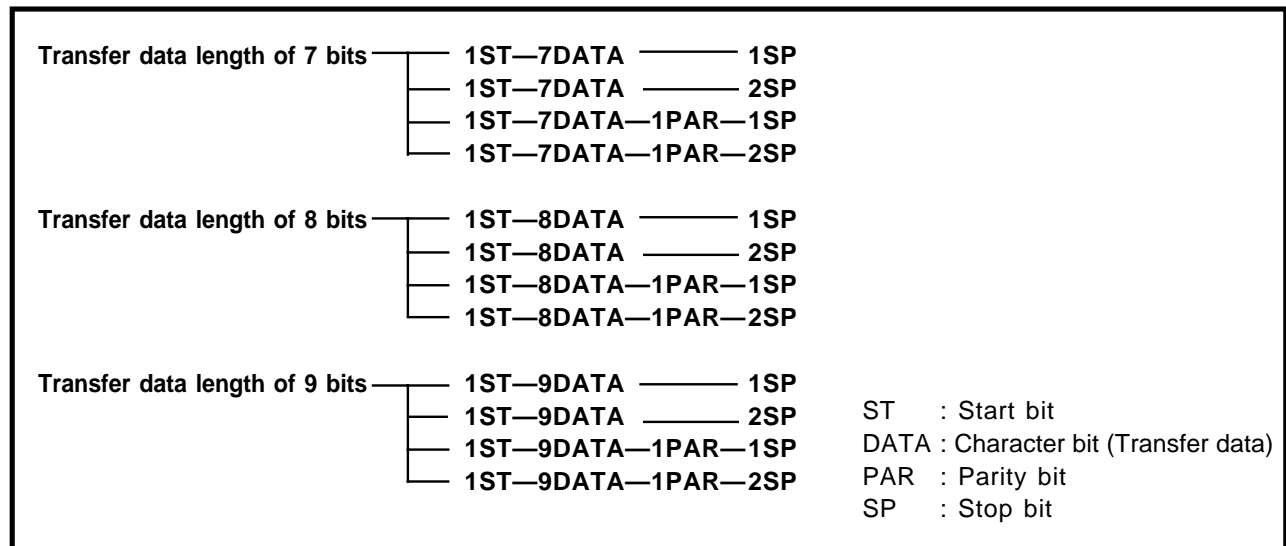 Transfer data length of 7 bits 1ST—7DATA 1SP
1ST—7DATA 2SP
1ST—7DATA—1PAR—1SP
1ST—7DATA—1PAR—2SP
Transfer data length of 8 bits 1ST—8DATA 1SP
1ST—8DATA 2SP
1ST—8DATA—1PAR—1SP
1ST—8DATA—1PAR—2SP
Transfer data length of 9 bits 1ST—9DATA 1SP
1ST—9DATA 2SP
1ST—9DATA—1PAR—1SP
1ST—9DATA—1PAR—2SP
ST : Start bit
DATA : Character bit (Transfer data)
PAR : Parity bit
SP : Stop bit